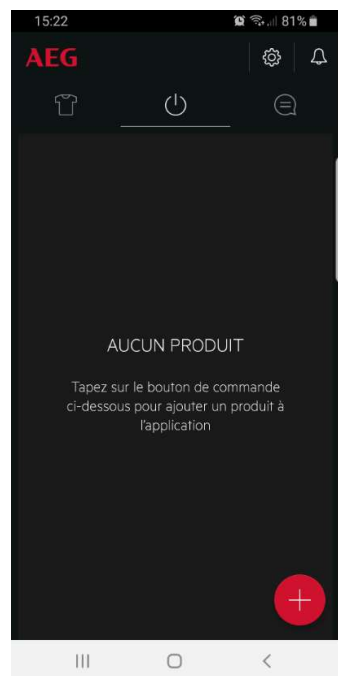 15:22 81%
AEG
AUCUN PRODUIT
Tapez sur le bouton de commande
ci-dessous pour ajouter un produit à
l'application